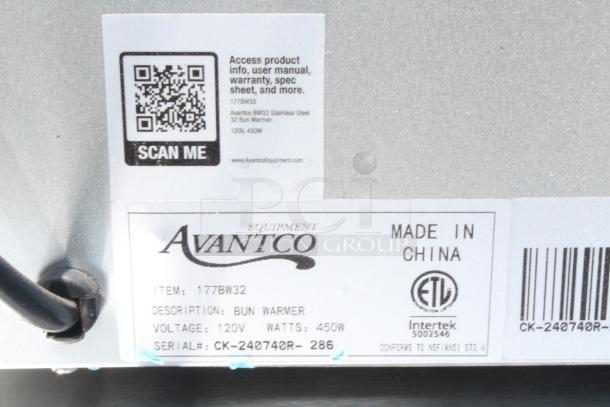 Access product
info, user manual,
warranty, spec
sheet, and more.
177BW32
Avantco BW32 Stainless Steel
32 Bun Warmer
120V, 450W
SCAN ME
www.AvantcoEquipment.com
PCI
GROUP
EQUIPMENT
AVANTCO
MADE IN
CHINA
ITEM: 177BW32
DESCRIPTION: BUN WARMER
VOLTAGE: 120V WATTS: 450W
SERIAL#: CK-240740R- 286
ETL
Intertek
5002546
CONFORMS TO NSF/ANSI STD.4
CK-240740R-